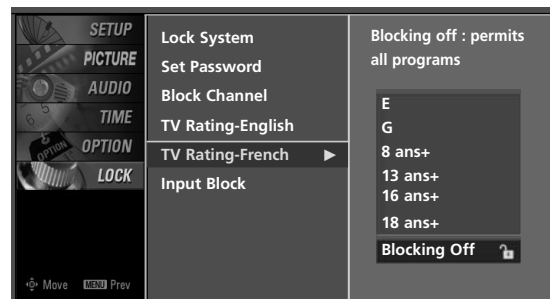 SETUP
PICTURE
AUDIO
TIME
OPTION
LOCK
Move MENU Prev
Lock System
Set Password
Block Channel
TV Rating-English
TV Rating-French
Input Block
Blocking off : permits
all programs
E
G
8 ans+
13 ans+
16 ans+
18 ans+
Blocking Off